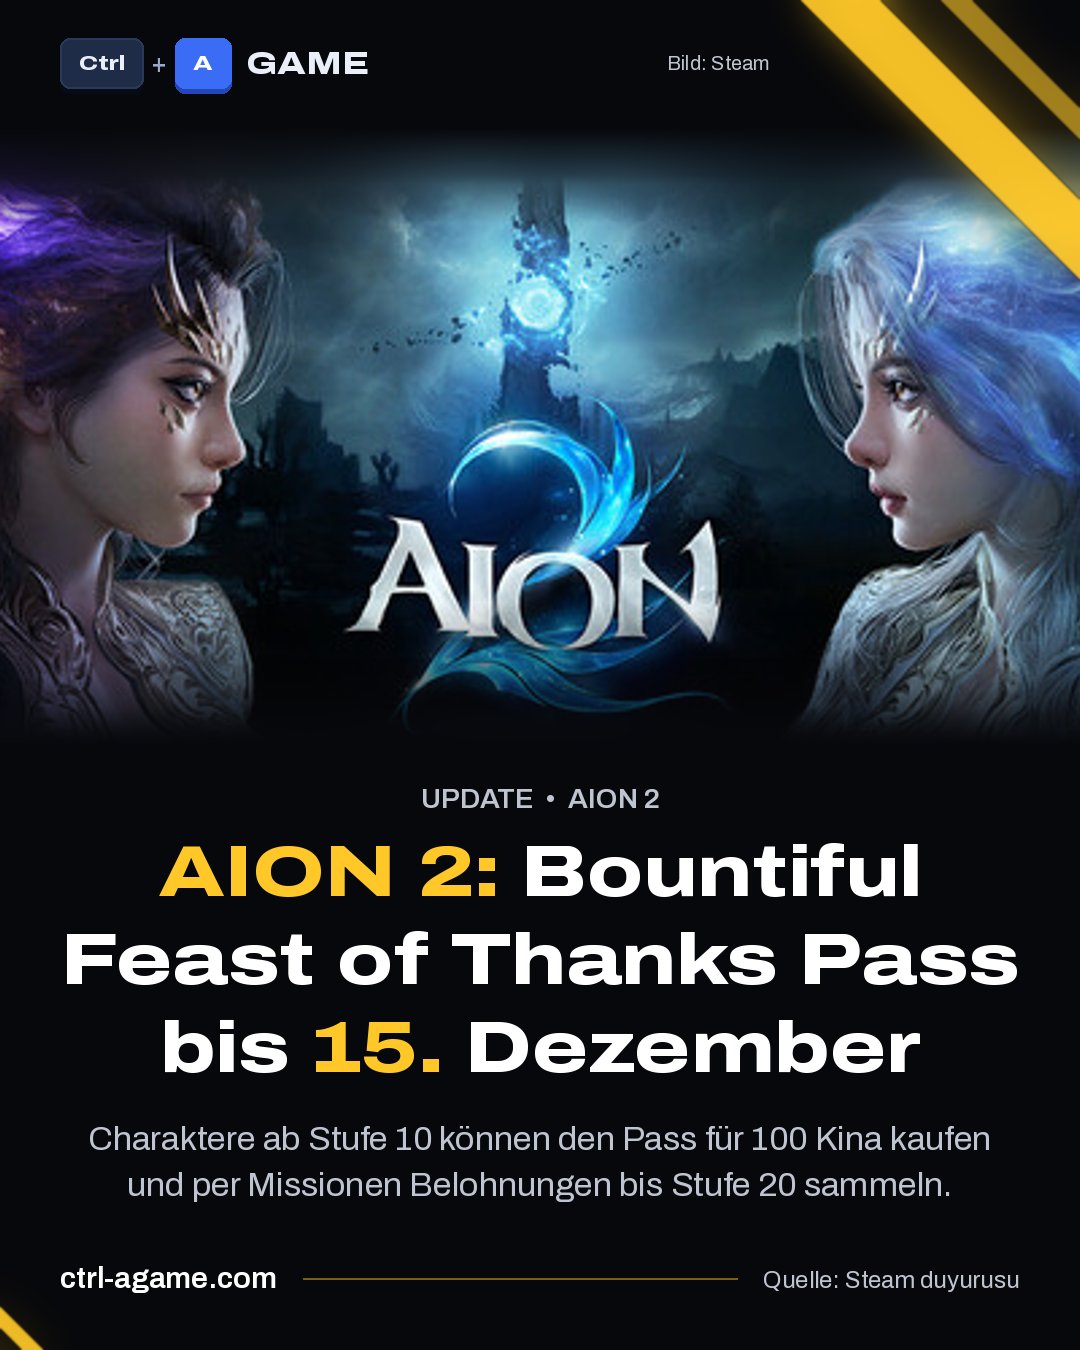 Ctrl + A GAME
Bild: Steam
2
AION
UPDATE • AION 2
AION 2: Bountiful
Feast of Thanks Pass
bis 15. Dezember
Charaktere ab Stufe 10 können den Pass für 100 Kina kaufen
und per Missionen Belohnungen bis Stufe 20 sammeln.
ctrl-agame.com
Quelle: Steam duyurusu